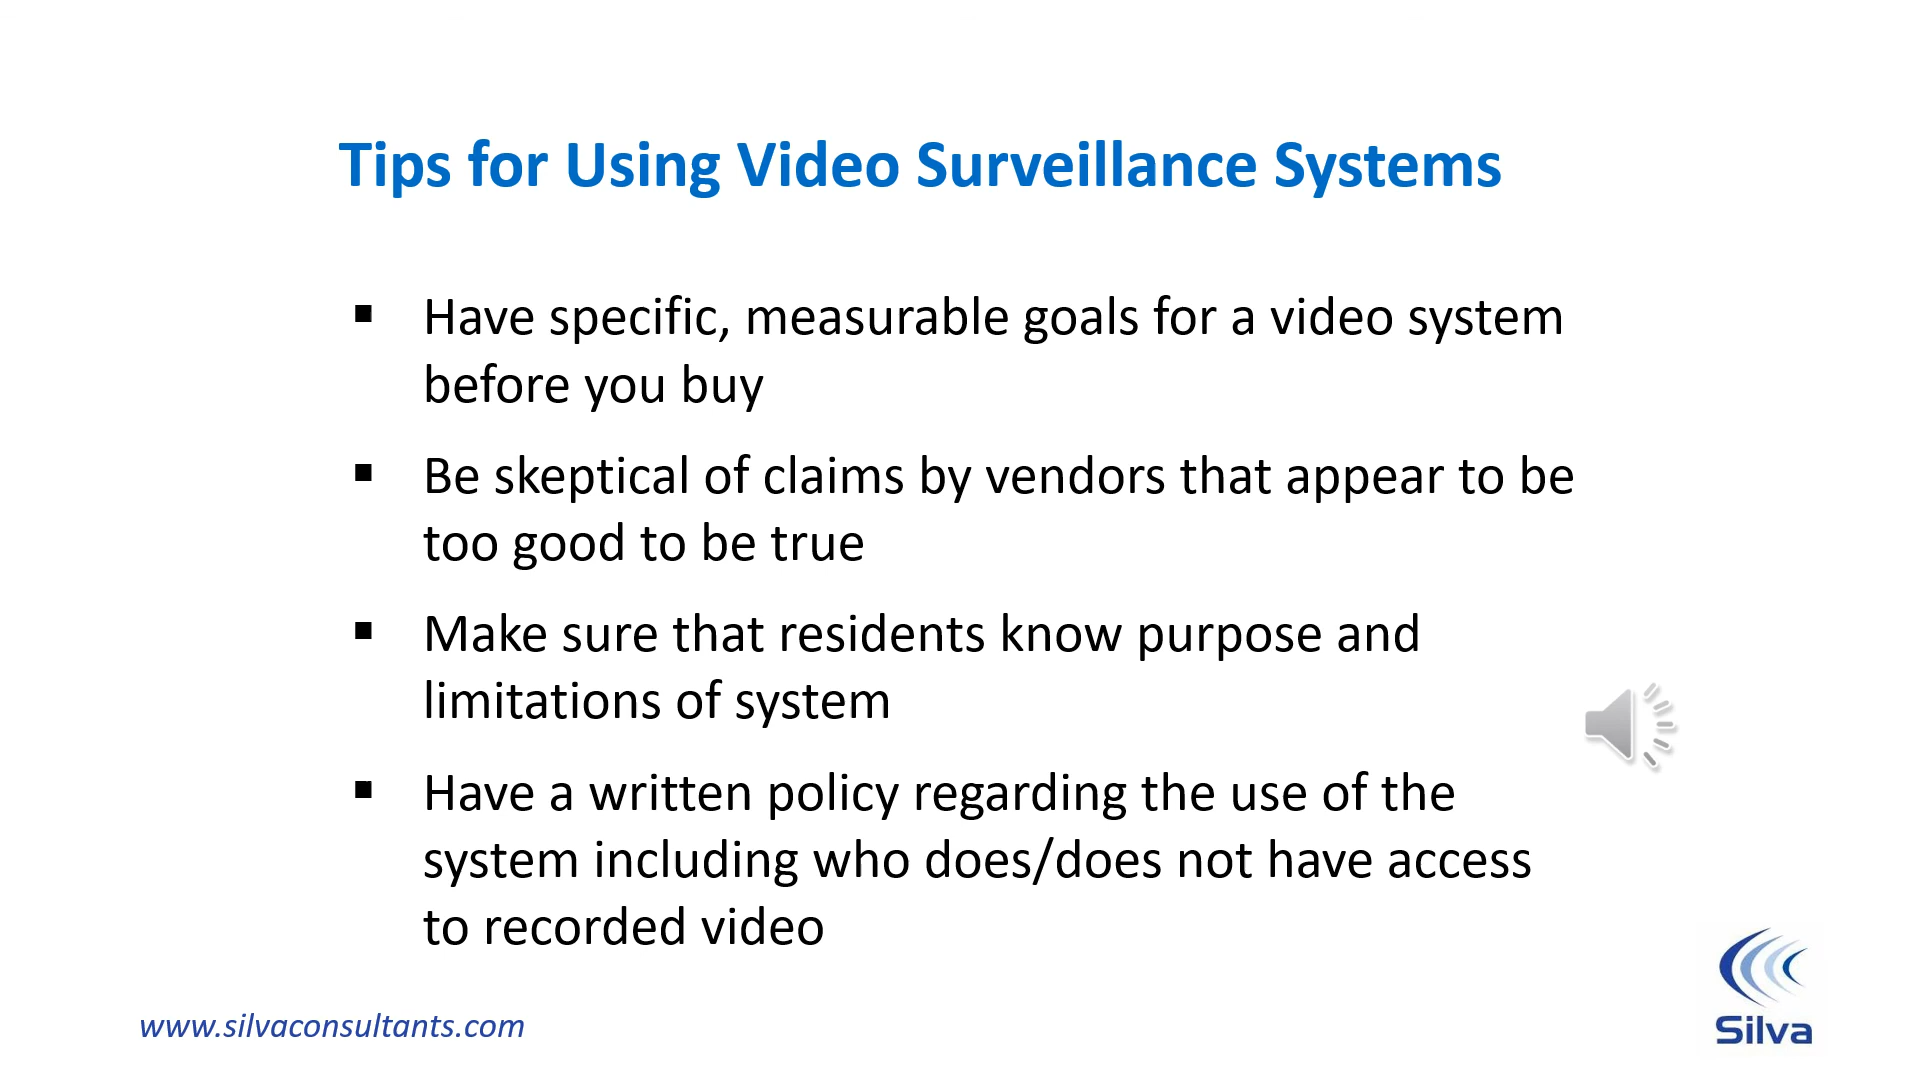 Tips for Using Video Surveillance Systems
▪ Have specific, measurable goals for a video system
before you buy
▪ Be skeptical of claims by vendors that appear to be
too good to be true
▪ Make sure that residents know purpose and
limitations of system
▪ Have a written policy regarding the use of the
system including who does/does not have access
to recorded video
www.silvaconsultants.com
Silva